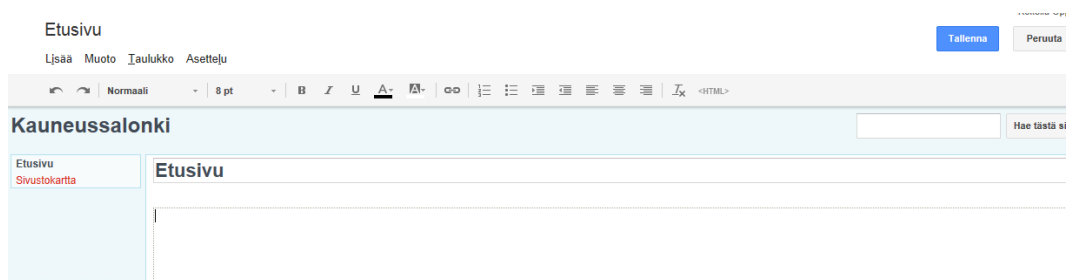 Etusivu
Tallenna Peruuta
Lisää Muoto Taulukko Asettelu
Normaali 8 pt B I U A A <HTML>
Kauneussalonki
Hae tästä si
Etusivu
Sivustokartta
Etusivu